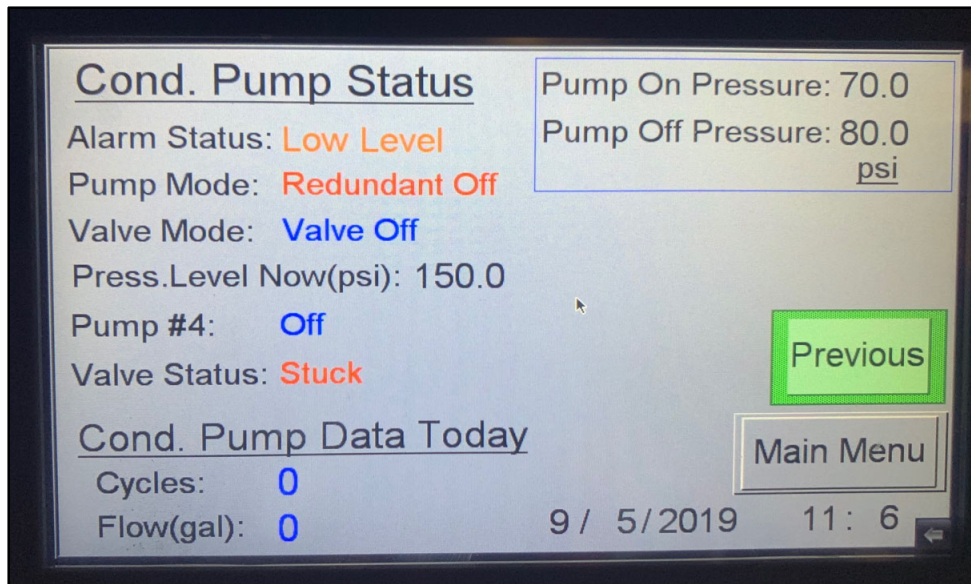 Cond. Pump Status
Pump On Pressure: 70.0
Pump Off Pressure: 80.0
psi
Alarm Status: Low Level
Pump Mode: Redundant Off
Valve Mode: Valve Off
Press.Level Now(psi): 150.0
Pump #4: Off
Valve Status: Stuck
Previous
Cond. Pump Data Today
Main Menu
Cycles: 0
Flow(gal): 0
9/ 5/2019 11: 6